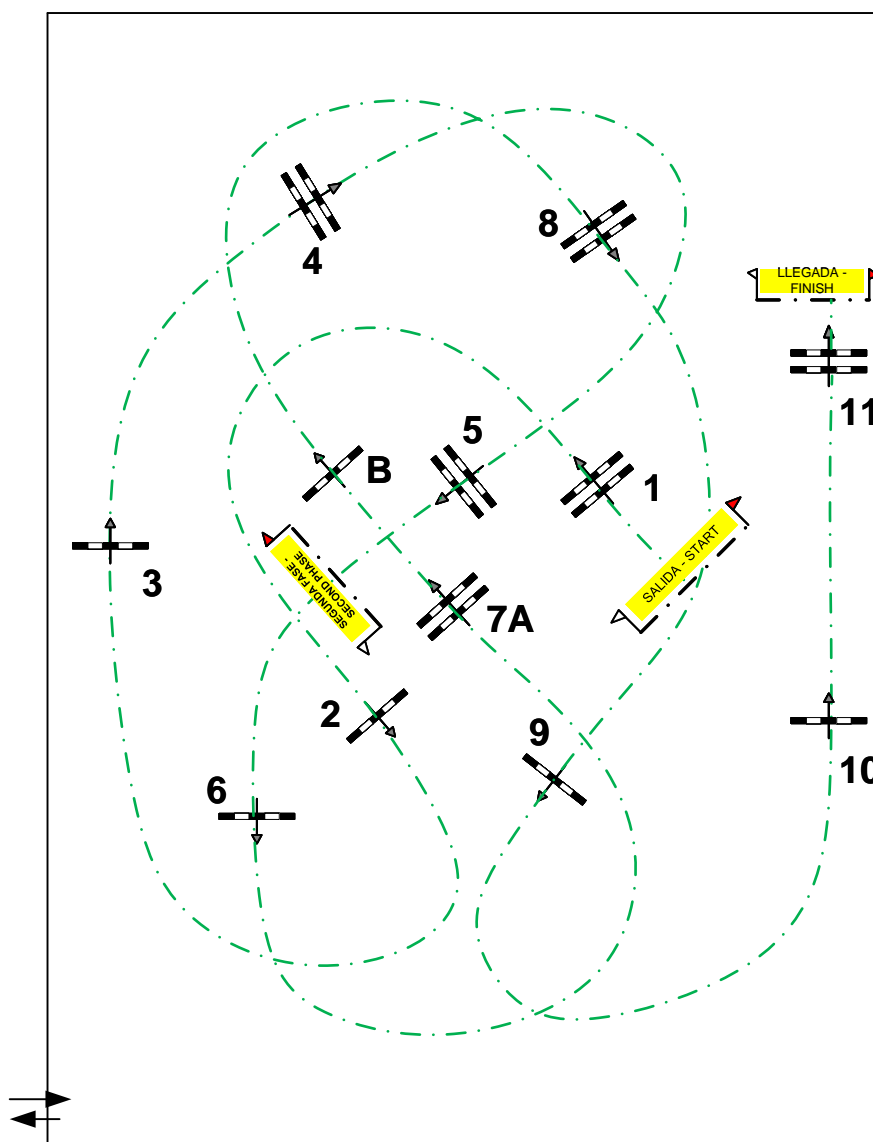 4
8
LLEGADA -
FINISH
11
5
B
1
3
SEGUNDA FASE -
SECOND PHASE
SALIDA - START
7A
2
9
10
6